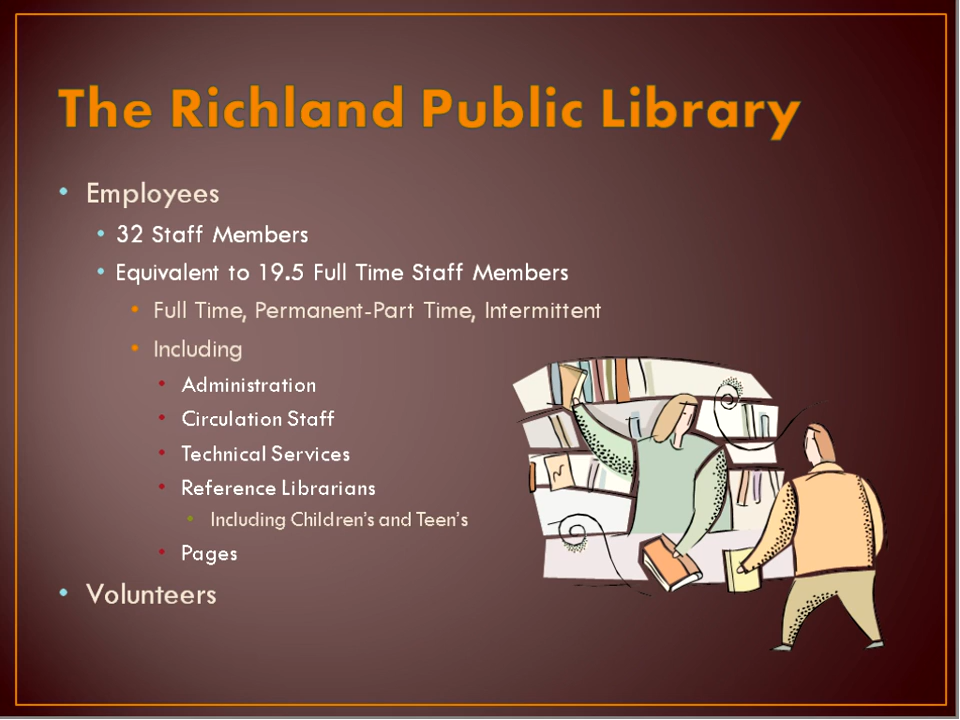 The Richland Public Library
• Employees
• 32 Staff Members
• Equivalent to 19.5 Full Time Staff Members
• Full Time, Permanent-Part Time, Intermittent
• Including
• Administration
• Circulation Staff
• Technical Services
• Reference Librarians
• Including Children's and Teen's
• Pages
• Volunteers